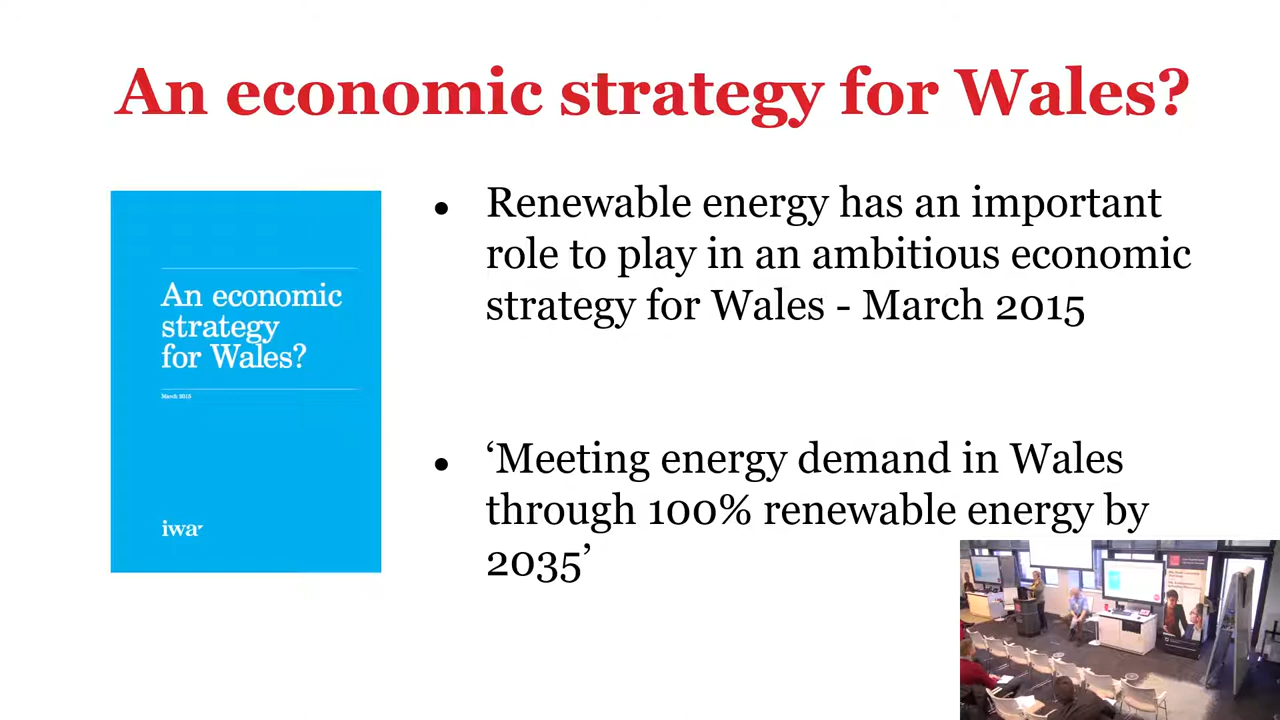 An economic strategy for Wales?
An economic
strategy
for Wales?
March 2015
iwa
● Renewable energy has an important
role to play in an ambitious economic
strategy for Wales - March 2015
● ‘Meeting energy demand in Wales
through 100% renewable energy by
2035’